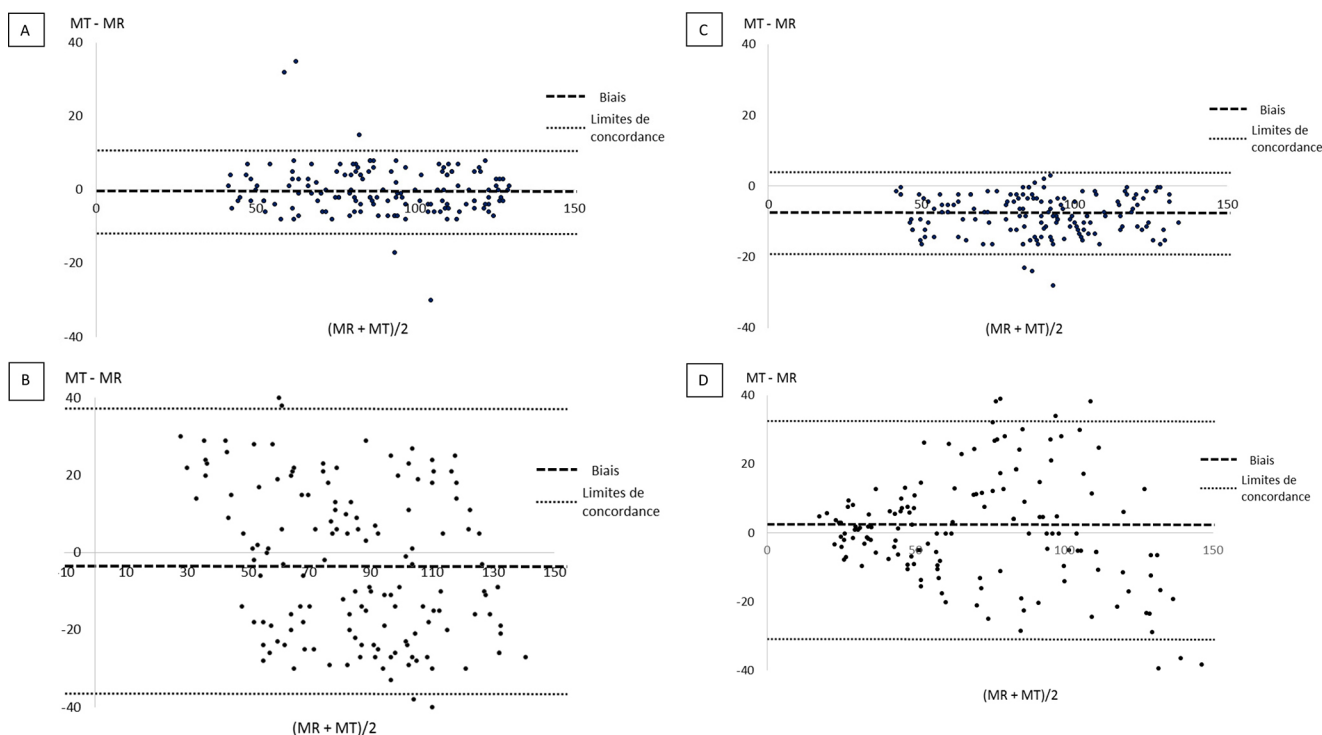 A
MT - MR
40
20
0
-20
-40
0
50
100
150
Biais
Limites de
concordance
(MR + MT)/2
C
MT - MR
40
20
0
-20
-40
50
100
150
Biais
Limites de
concordance
(MR + MT)/2
B
MT - MR
40
20
0
-20
-40
-10
10
30
50
70
90
110
130
150
Biais
Limites de
concordance
(MR + MT)/2
D
MT - MR
40
20
0
-20
-40
0
50
100
150
Biais
Limites de
concordance
(MR + MT)/2